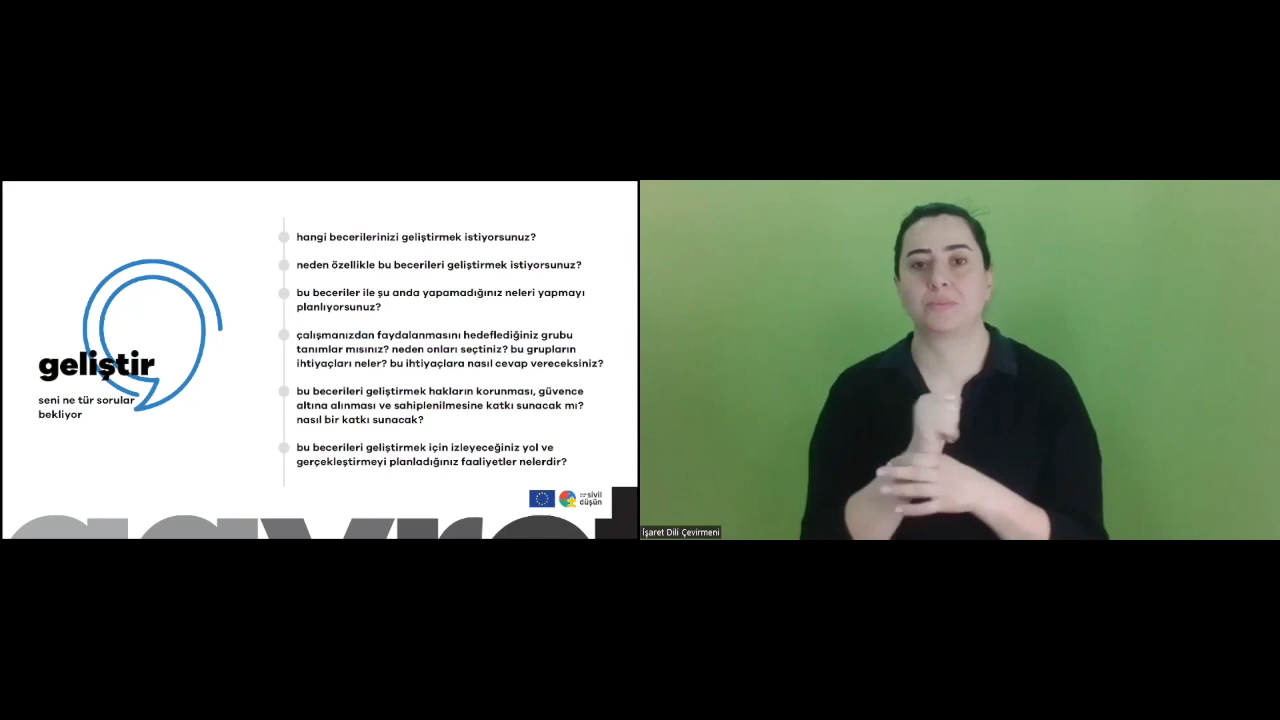 hangi becerilerinizi geliştirmek istiyorsunuz?
neden özellikle bu becerileri geliştirmek istiyorsunuz?
bu beceriler ile şu anda yapamadığınız neleri yapmayı
planlıyorsunuz?
çalışmanızdan faydalanmasını hedeflediğiniz grubu
tanımlar mısınız? neden onları seçtiniz? bu grupların
ihtiyaçları neler? bu ihtiyaçlara nasıl cevap vereceksiniz?
geliştir
seni ne tür sorular
bekliyor
bu becerileri geliştirmek hakların korunması, güvence
altına alınması ve sahiplenilmesine katkı sunacak mı?
nasıl bir katkı sunacak?
bu becerileri geliştirmek için izleyeceğiniz yol ve
gerçekleştirmeyi planladığınız faaliyetler nelerdir?
sivil
düşün
İşaret Dili Çevirmeni